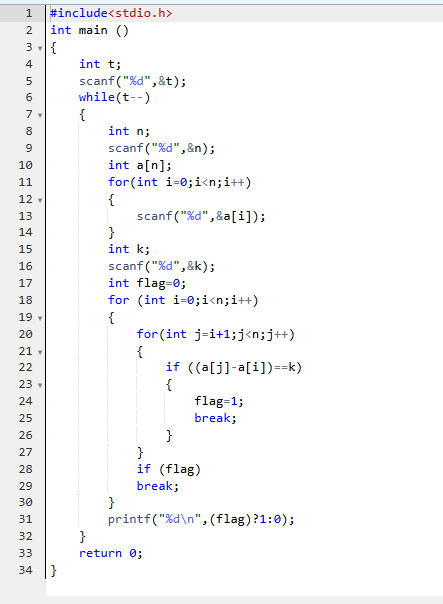 1 #include<stdio.h>
2 int main ()
3 {
4 int t;
5 scanf("%d",&t);
6 while(t--)
7 {
8 int n;
9 scanf("%d",&n);
10 int a[n];
11 for(int i=0;i<n;i++)
12 {
13 scanf("%d",&a[i]);
14 }
15 int k;
16 scanf("%d",&k);
17 int flag=0;
18 for (int i=0;i<n;i++)
19 {
20 for(int j=i+1;j<n;j++)
21 {
22 if ((a[j]-a[i])==k)
23 {
24 flag=1;
25 break;
26 }
27 }
28 if (flag)
29 break;
30 }
31 printf("%d\n",(flag)?1:0);
32 }
33 return 0;
34 }